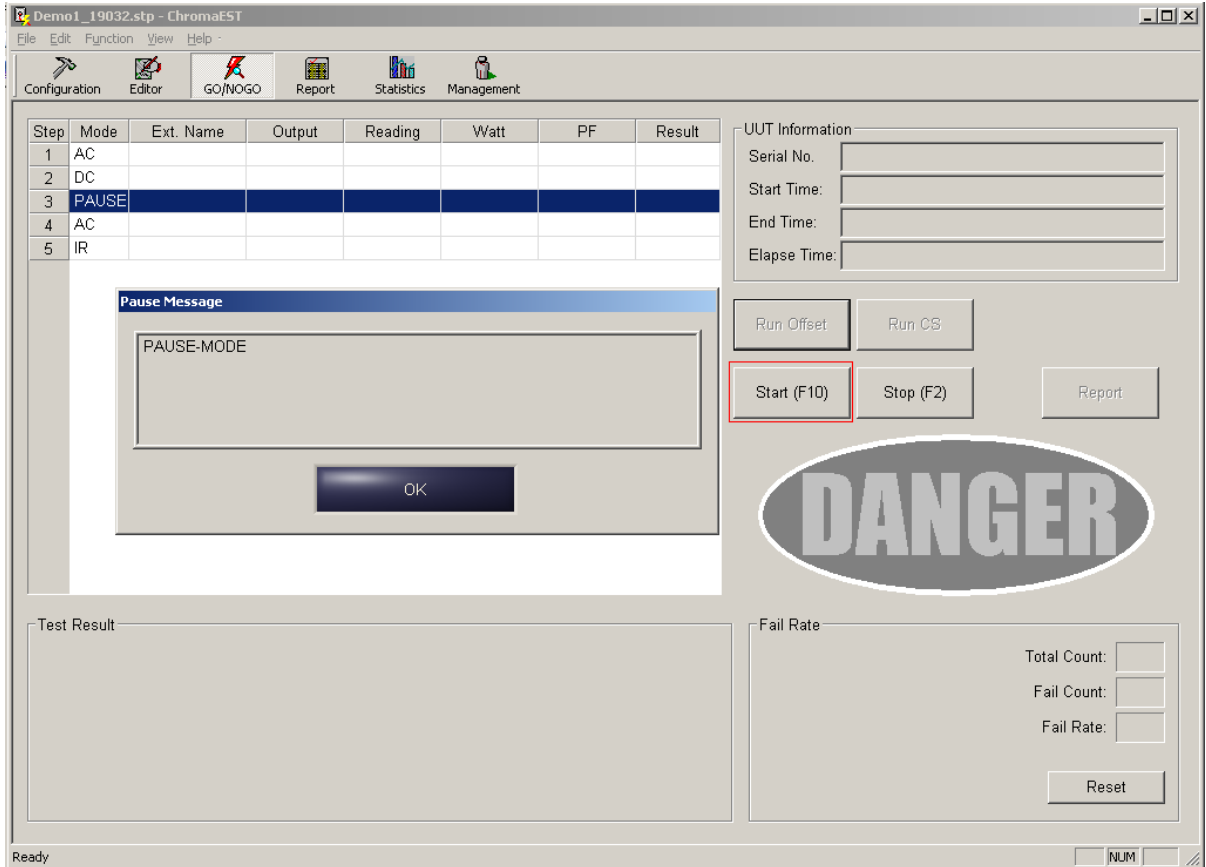 Demo1_19032.stp - ChromaEST
File Edit Function View Help
Configuration Editor GO/NOGO Report Statistics Management
Step Mode Ext. Name Output Reading Watt PF Result
1 AC
2 DC
3 PAUSE
4 AC
5 IR
Pause Message
PAUSE-MODE
OK
UUT Information
Serial No.
Start Time:
End Time:
Elapse Time:
Run Offset Run CS
Start (F10) Stop (F2) Report
DANGER
Test Result
Fail Rate
Total Count:
Fail Count:
Fail Rate:
Reset
Ready NUM